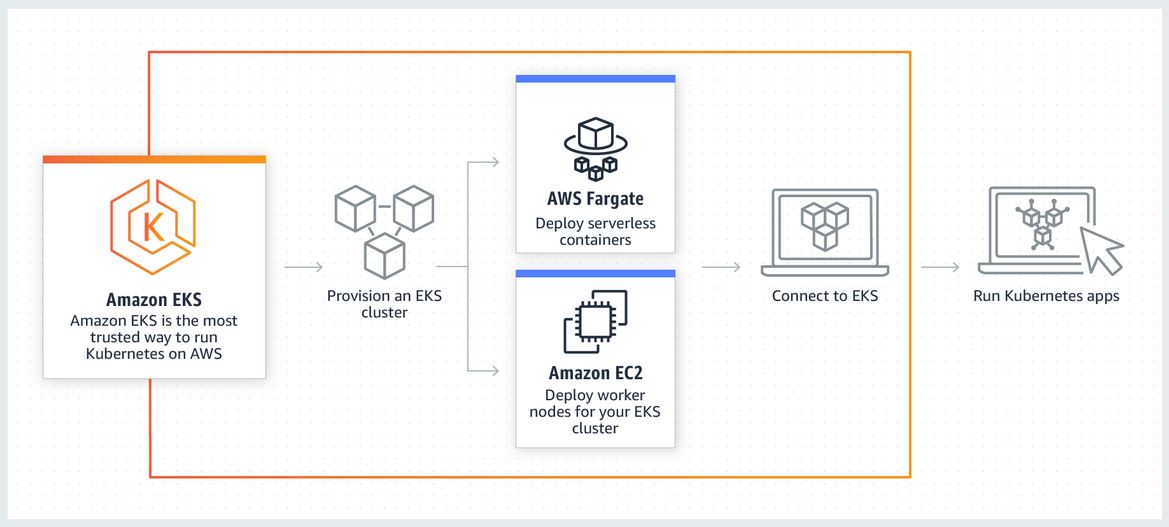 K
Amazon EKS
Amazon EKS is the most
trusted way to run
Kubernetes on AWS
Provision an EKS
cluster
AWS Fargate
Deploy serverless
containers
Amazon EC2
Deploy worker
nodes for your EKS
cluster
Connect to EKS
Run Kubernetes apps